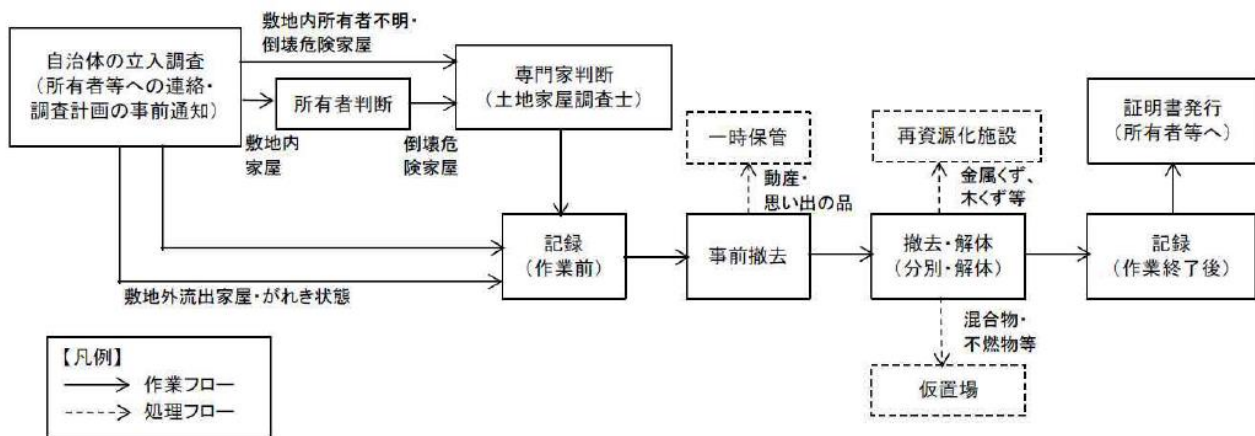 敷地内所有者不明・
倒壊危険家屋
自治体の立入調査
(所有者等への連絡・
調査計画の事前通知)
所有者判断
敷地内
家屋
倒壊危
険家屋
専門家判断
(土地家屋調査士)
一時保管
動産・
思い出の品
再資源化施設
金属くず、
木くず等
証明書発行
(所有者等へ)
記録
(作業前)
事前撤去
撤去・解体
(分別・解体)
記録
(作業終了後)
敷地外流出家屋・がれき状態
混合物・
不燃物等
仮置場
【凡例】
作業フロー
処理フロー